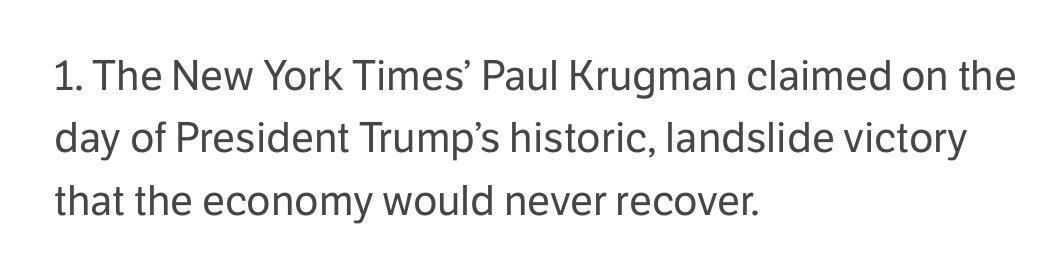 1. The New York Times’ Paul Krugman claimed on the
day of President Trump’s historic, landslide victory
that the economy would never recover.